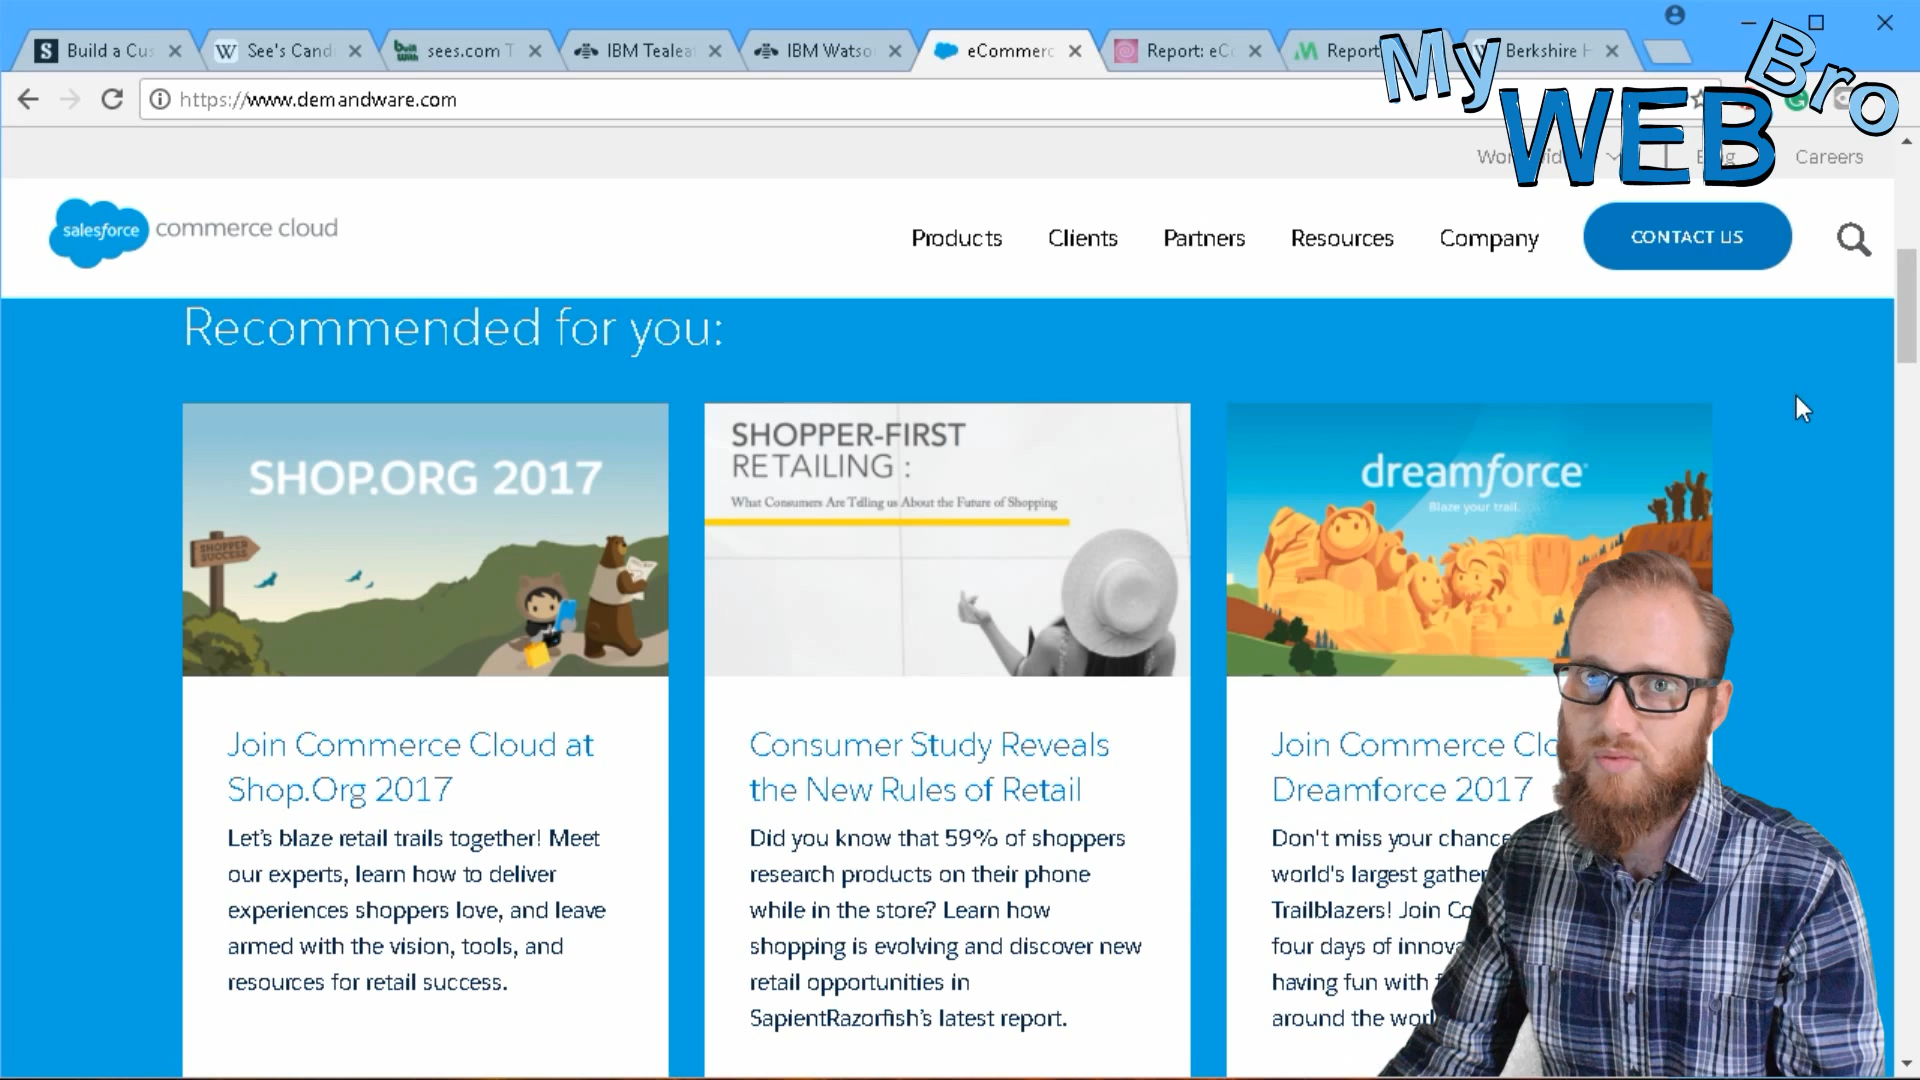 Build a Cus
See's Candi
sees.com T
IBM Tealea
IBM Watso
eCommerc
Report: eCo
Report
Berkshire H
https://www.demandware.com
My
WEB
Bro
Careers
salesforce commerce cloud
Products
Clients
Partners
Resources
Company
CONTACT US
Recommended for you:
SHOP.ORG 2017
SHOPPER
SUCCESS
SHOPPER-FIRST
RETAILING :
What Consumers Are Telling us About the Future of Shopping
dreamforce
Blaze your trail.
Join Commerce Cloud at
Shop.Org 2017
Let's blaze retail trails together! Meet
our experts, learn how to deliver
experiences shoppers love, and leave
armed with the vision, tools, and
resources for retail success.
Consumer Study Reveals
the New Rules of Retail
Did you know that 59% of shoppers
research products on their phone
while in the store? Learn how
shopping is evolving and discover new
retail opportunities in
SapientRazorfish's latest report.
Join Commerce Clo
Dreamforce 2017
Don't miss your chance
world's largest gather
Trailblazers! Join Co
four days of innova
having fun with
around the worl